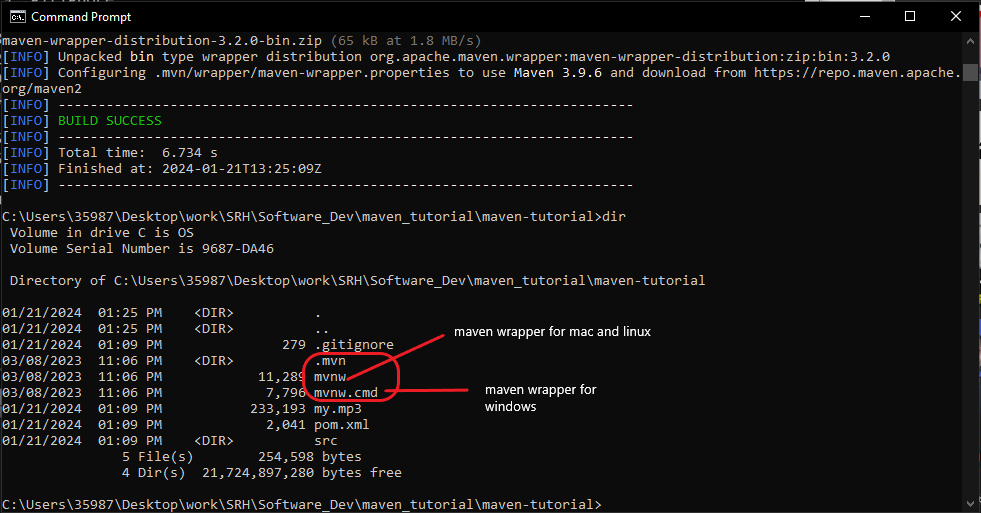 Command Prompt
maven-wrapper-distribution-3.2.0-bin.zip (65 kB at 1.8 MB/s)
[INFO] Unpacked bin type wrapper distribution org.apache.maven.wrapper:maven-wrapper-distribution:zip:bin:3.2.0
[INFO] Configuring .mvn/wrapper/maven-wrapper.properties to use Maven 3.9.6 and download from https://repo.maven.apache.
org/maven2
[INFO] ------------------------------------------------------------------------
[INFO] BUILD SUCCESS
[INFO] ------------------------------------------------------------------------
[INFO] Total time:  6.734 s
[INFO] Finished at: 2024-01-21T13:25:09Z
[INFO] ------------------------------------------------------------------------
C:\Users\35987\Desktop\work\SRH\Software_Dev\maven_tutorial\maven-tutorial>dir
 Volume in drive C is OS
 Volume Serial Number is 9687-DA46
 Directory of C:\Users\35987\Desktop\work\SRH\Software_Dev\maven_tutorial\maven-tutorial
01/21/2024  01:25 PM    <DIR>          .
01/21/2024  01:25 PM    <DIR>          ..
maven wrapper for mac and linux
01/21/2024  01:09 PM               279 .gitignore
03/08/2023  11:06 PM    <DIR>          .mvn
03/08/2023  11:06 PM            11,289 mvnw
03/08/2023  11:06 PM             7,796 mvnw.cmd
maven wrapper for
windows
01/21/2024  01:09 PM           233,193 my.mp3
01/21/2024  01:09 PM             2,041 pom.xml
01/21/2024  01:09 PM    <DIR>          src
               5 File(s)        254,598 bytes
               4 Dir(s)  21,724,897,280 bytes free
C:\Users\35987\Desktop\work\SRH\Software_Dev\maven_tutorial\maven-tutorial>